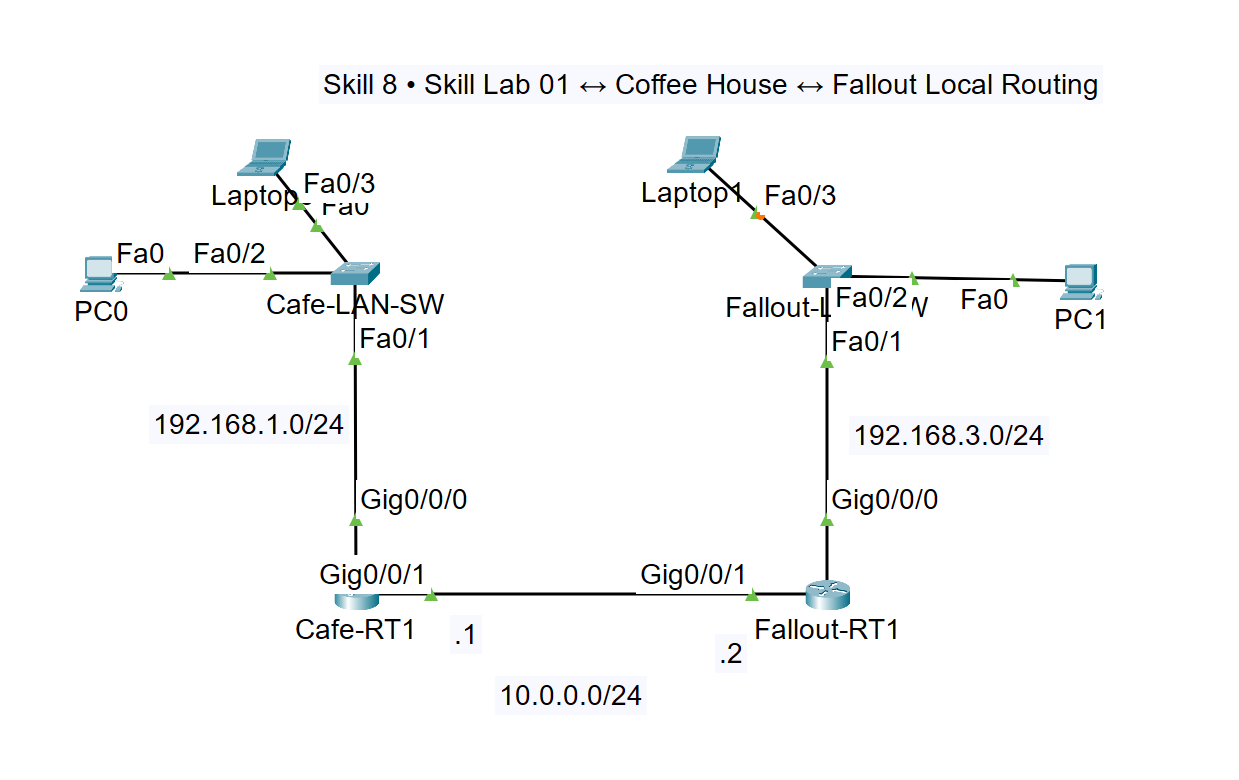 Skill 8 • Skill Lab 01 ↔ Coffee House ↔ Fallout Local Routing
Laptop
Fa0/3
Fa0
Laptop1
Fa0/3
Fa0
Fa0/2
PC0
Cafe-LAN-SW
Fa0/1
Fallout-L
Fa0/2
W
Fa0
PC1
Fa0/1
192.168.1.0/24
192.168.3.0/24
Gig0/0/0
Gig0/0/0
Gig0/0/1
Gig0/0/1
Cafe-RT1
.1
.2
Fallout-RT1
10.0.0.0/24